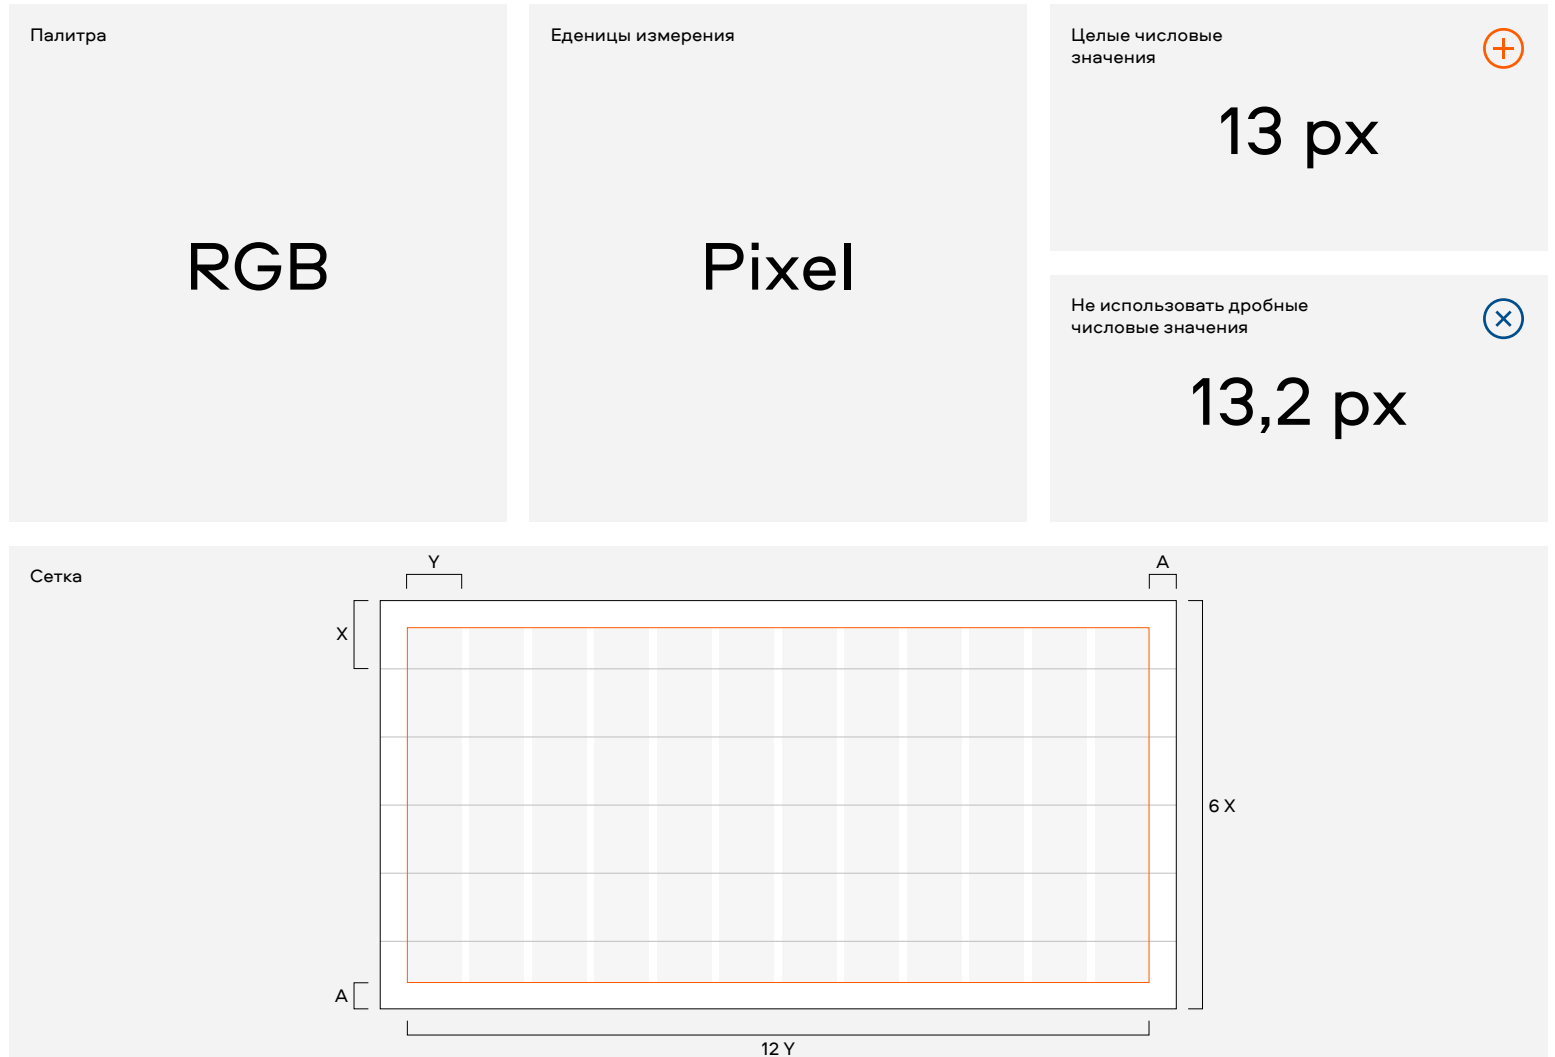 Палитра
RGB
Еденицы измерения
Pixel
Целые числовые
значения
13 px
Не использовать дробные
числовые значения
13,2 px
Сетка
Y
A
X
6 X
A
12 Y